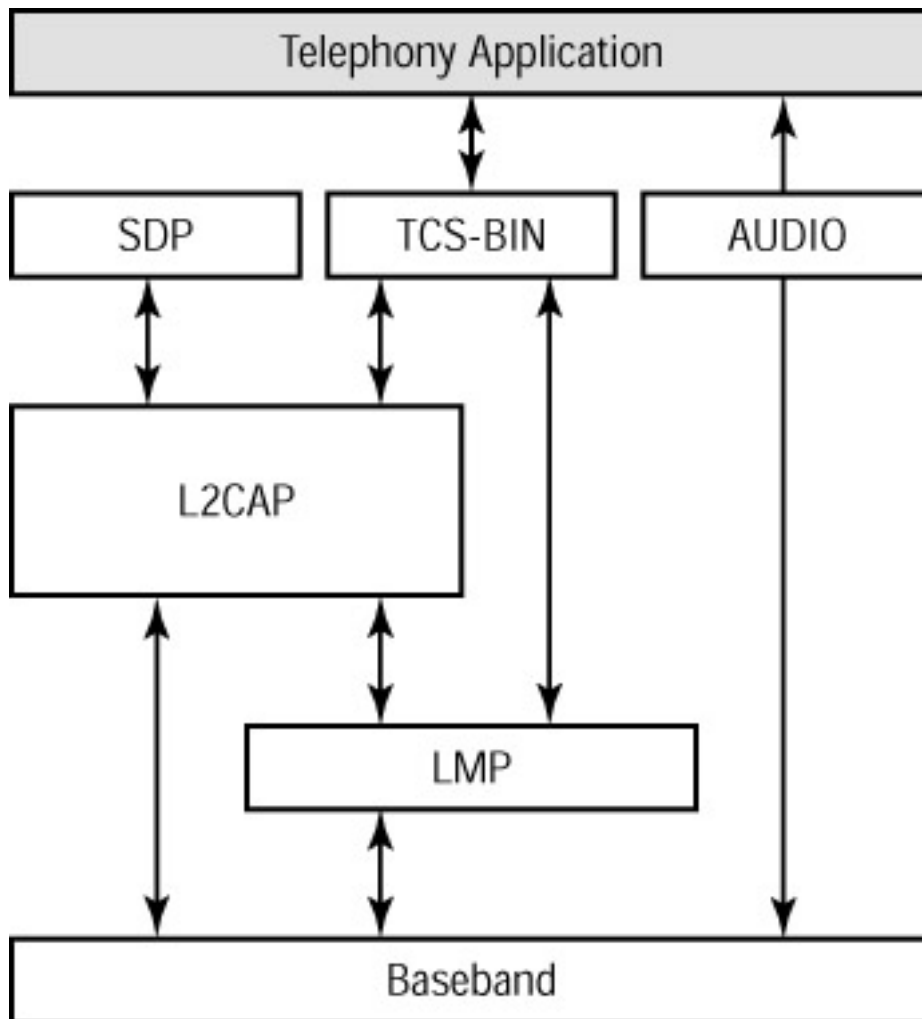 Telephony Application
SDP
TCS-BIN
AUDIO
L2CAP
LMP
Baseband